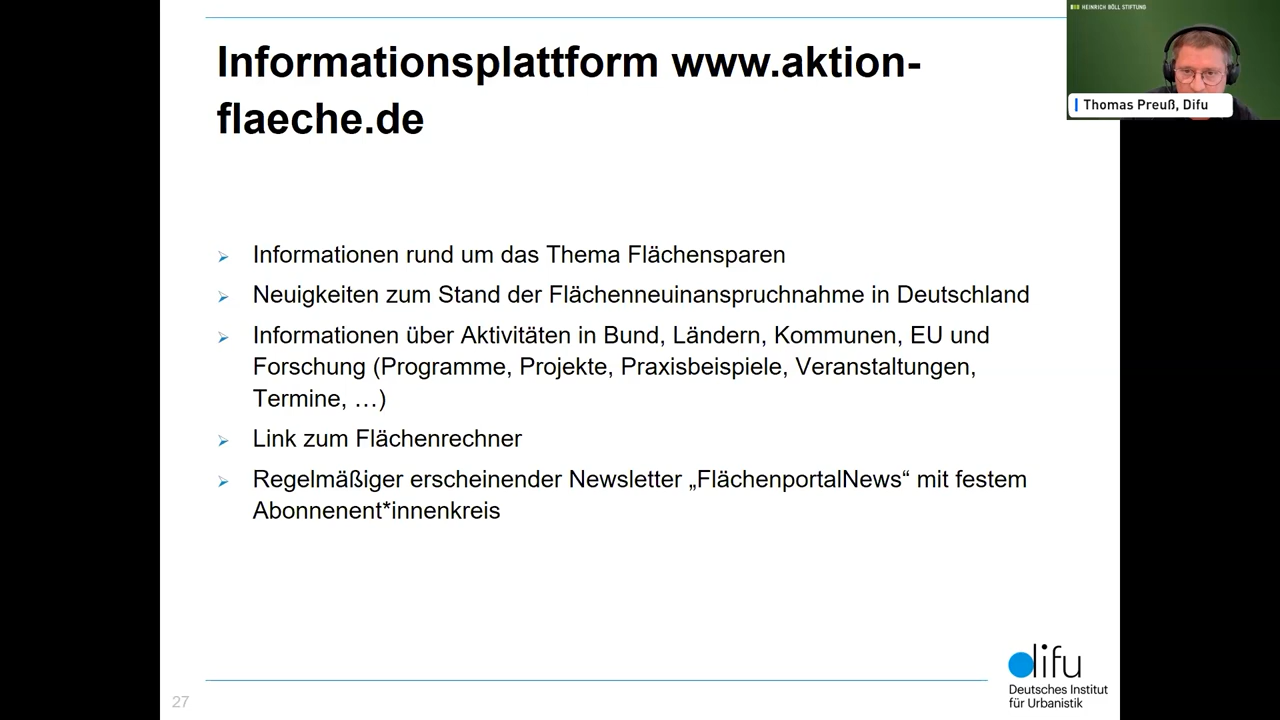 HEINRICH BÖLL STIFTUNG
Thomas Preuß, Difu
Informationsplattform www.aktion-
flaeche.de
Informationen rund um das Thema Flächensparen
Neuigkeiten zum Stand der Flächenneuinanspruchnahme in Deutschland
Informationen über Aktivitäten in Bund, Ländern, Kommunen, EU und
Forschung (Programme, Projekte, Praxisbeispiele, Veranstaltungen,
Termine, …)
Link zum Flächenrechner
Regelmäßiger erscheinender Newsletter „FlächenportalNews“ mit festem
Abonnenent*innenkreis
difu
Deutsches Institut
für Urbanistik
27